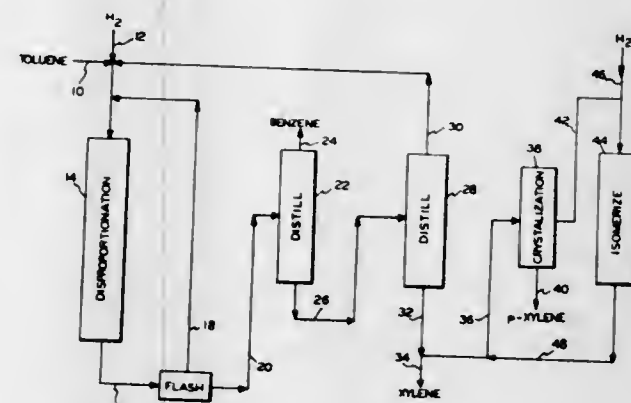 H2
12
TOLUENE
10
14
DISPROPORTIONATION
18
FLASH
20
BENZENE
24
22
DISTILL
26
30
28
DISTILL
32
34
XYLENE
36
38
CRYSTALIZATION
40
P-XYLENE
42
H2
46
44
ISOMERIZE
48